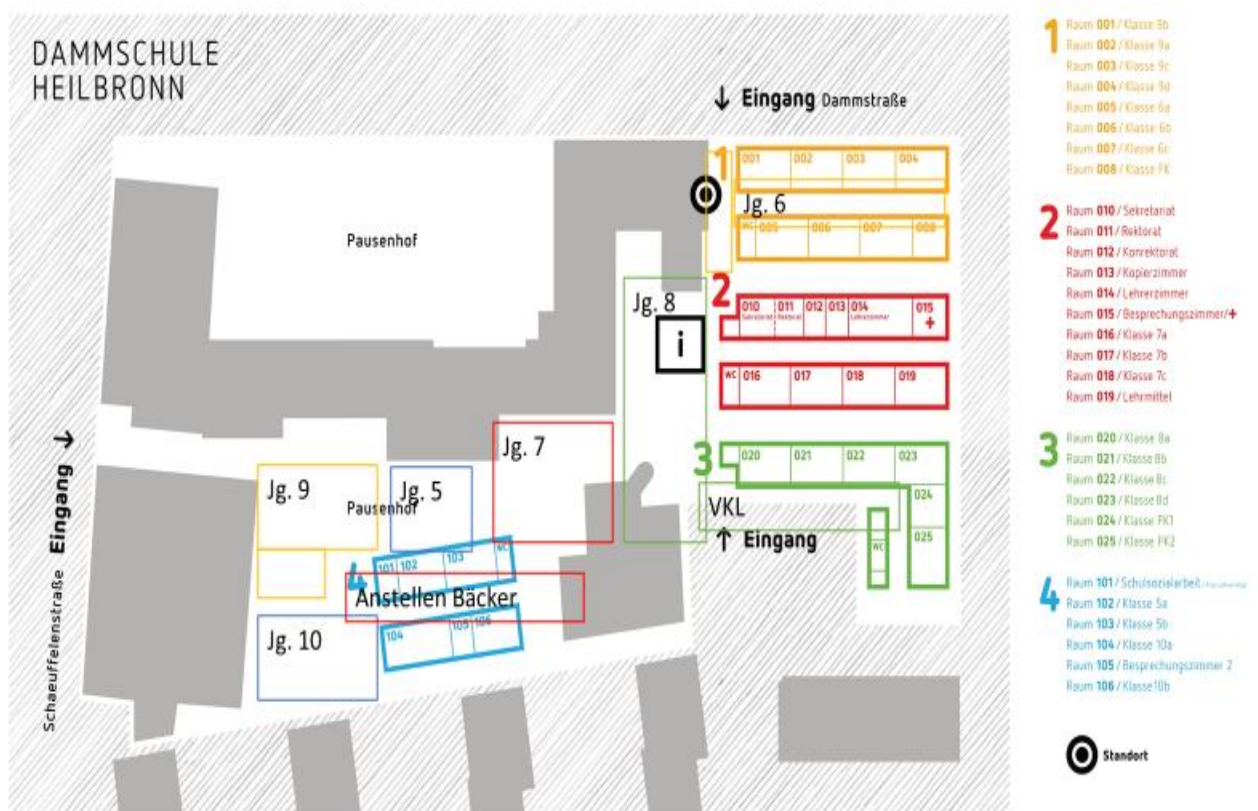 DAMMSCHULE
HEILBRONN
↓ Eingang Dammstraße
1
001 002 003 004
Jg. 6
WC 005 006 007 008
Pausenhof
2
Jg. 8
010 011 012 013 014 015
Sekretariat Rektorat Lehrerzimmer
+
i
WC 016 017 018 019
Jg. 7
3
020 021 022 023
024
025
WC
VKL
↑ Eingang
Schaeuffelenstraße Eingang →
Jg. 9
Jg. 5
Pausenhof
4
101 102 103 WC
Anstellen Bäcker
104 105 106
Jg. 10
1
Raum 001 / Klasse 9b
Raum 002 / Klasse 9a
Raum 003 / Klasse 9c
Raum 004 / Klasse 9d
Raum 005 / Klasse 6a
Raum 006 / Klasse 6b
Raum 007 / Klasse 6c
Raum 008 / Klasse FK
2
Raum 010 / Sekretariat
Raum 011 / Rektorat
Raum 012 / Konrektorat
Raum 013 / Kopierzimmer
Raum 014 / Lehrerzimmer
Raum 015 / Besprechungszimmer/+
Raum 016 / Klasse 7a
Raum 017 / Klasse 7b
Raum 018 / Klasse 7c
Raum 019 / Lehrmittel
3
Raum 020 / Klasse 8a
Raum 021 / Klasse 8b
Raum 022 / Klasse 8c
Raum 023 / Klasse 8d
Raum 024 / Klasse FK1
Raum 025 / Klasse FK2
4
Raum 101 / Schulsozialarbeit
Raum 102 / Klasse 5a
Raum 103 / Klasse 5b
Raum 104 / Klasse 10a
Raum 105 / Besprechungszimmer 2
Raum 106 / Klasse10b
Standort